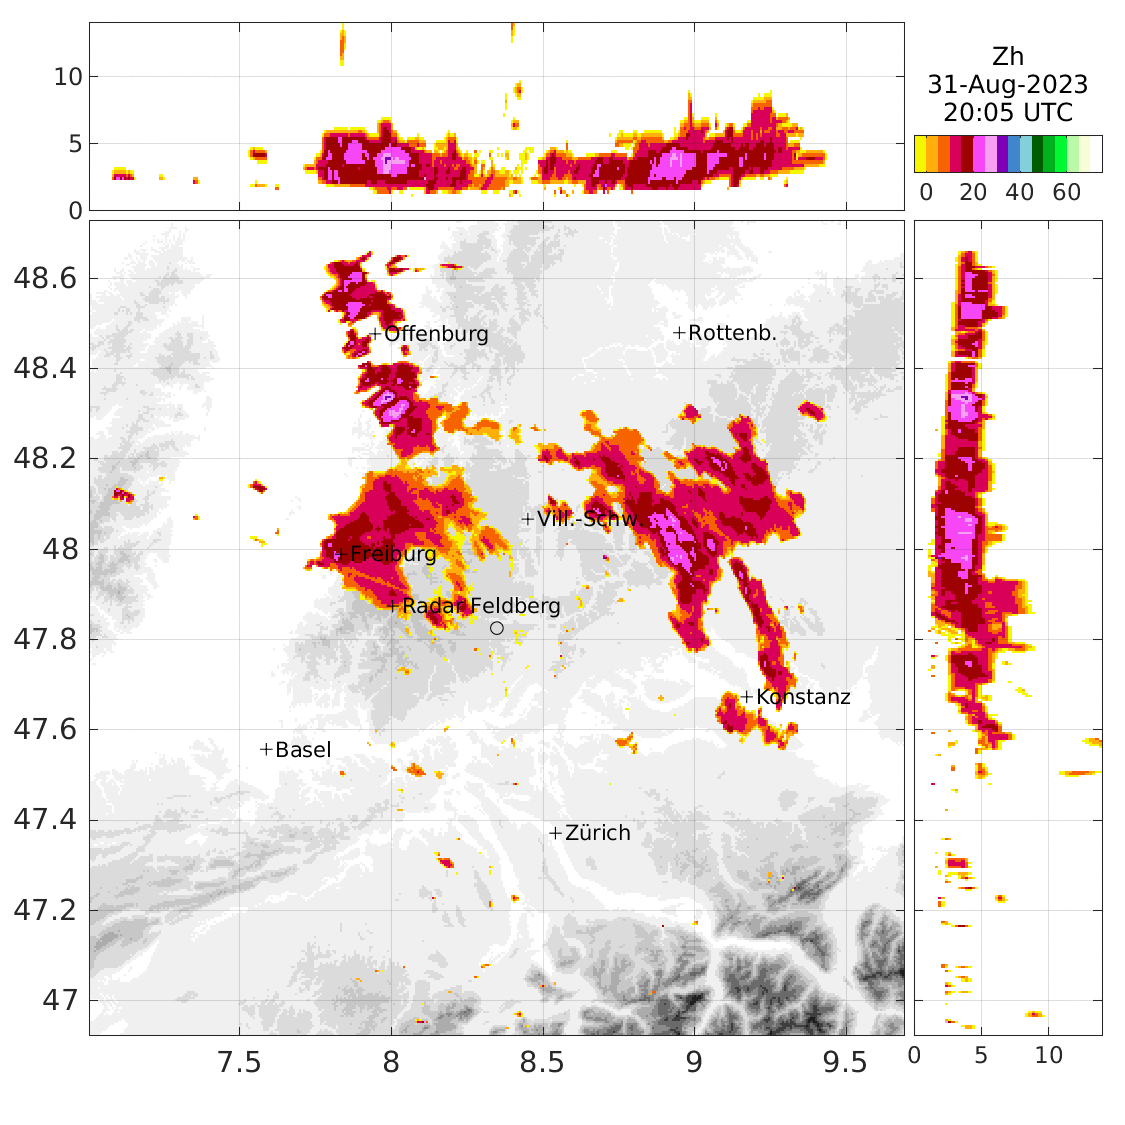 10
5
0
Zh
31-Aug-2023
20:05 UTC
0
20
40
60
48.6
48.4
48.2
48
47.8
47.6
47.4
47.2
47
+Offenburg
+Rottenb.
+Vill.-Schw.
+Freiburg
+Radar Feldberg
+Konstanz
+Basel
+Zürich
7.5
8
8.5
9
9.5
0
5
10